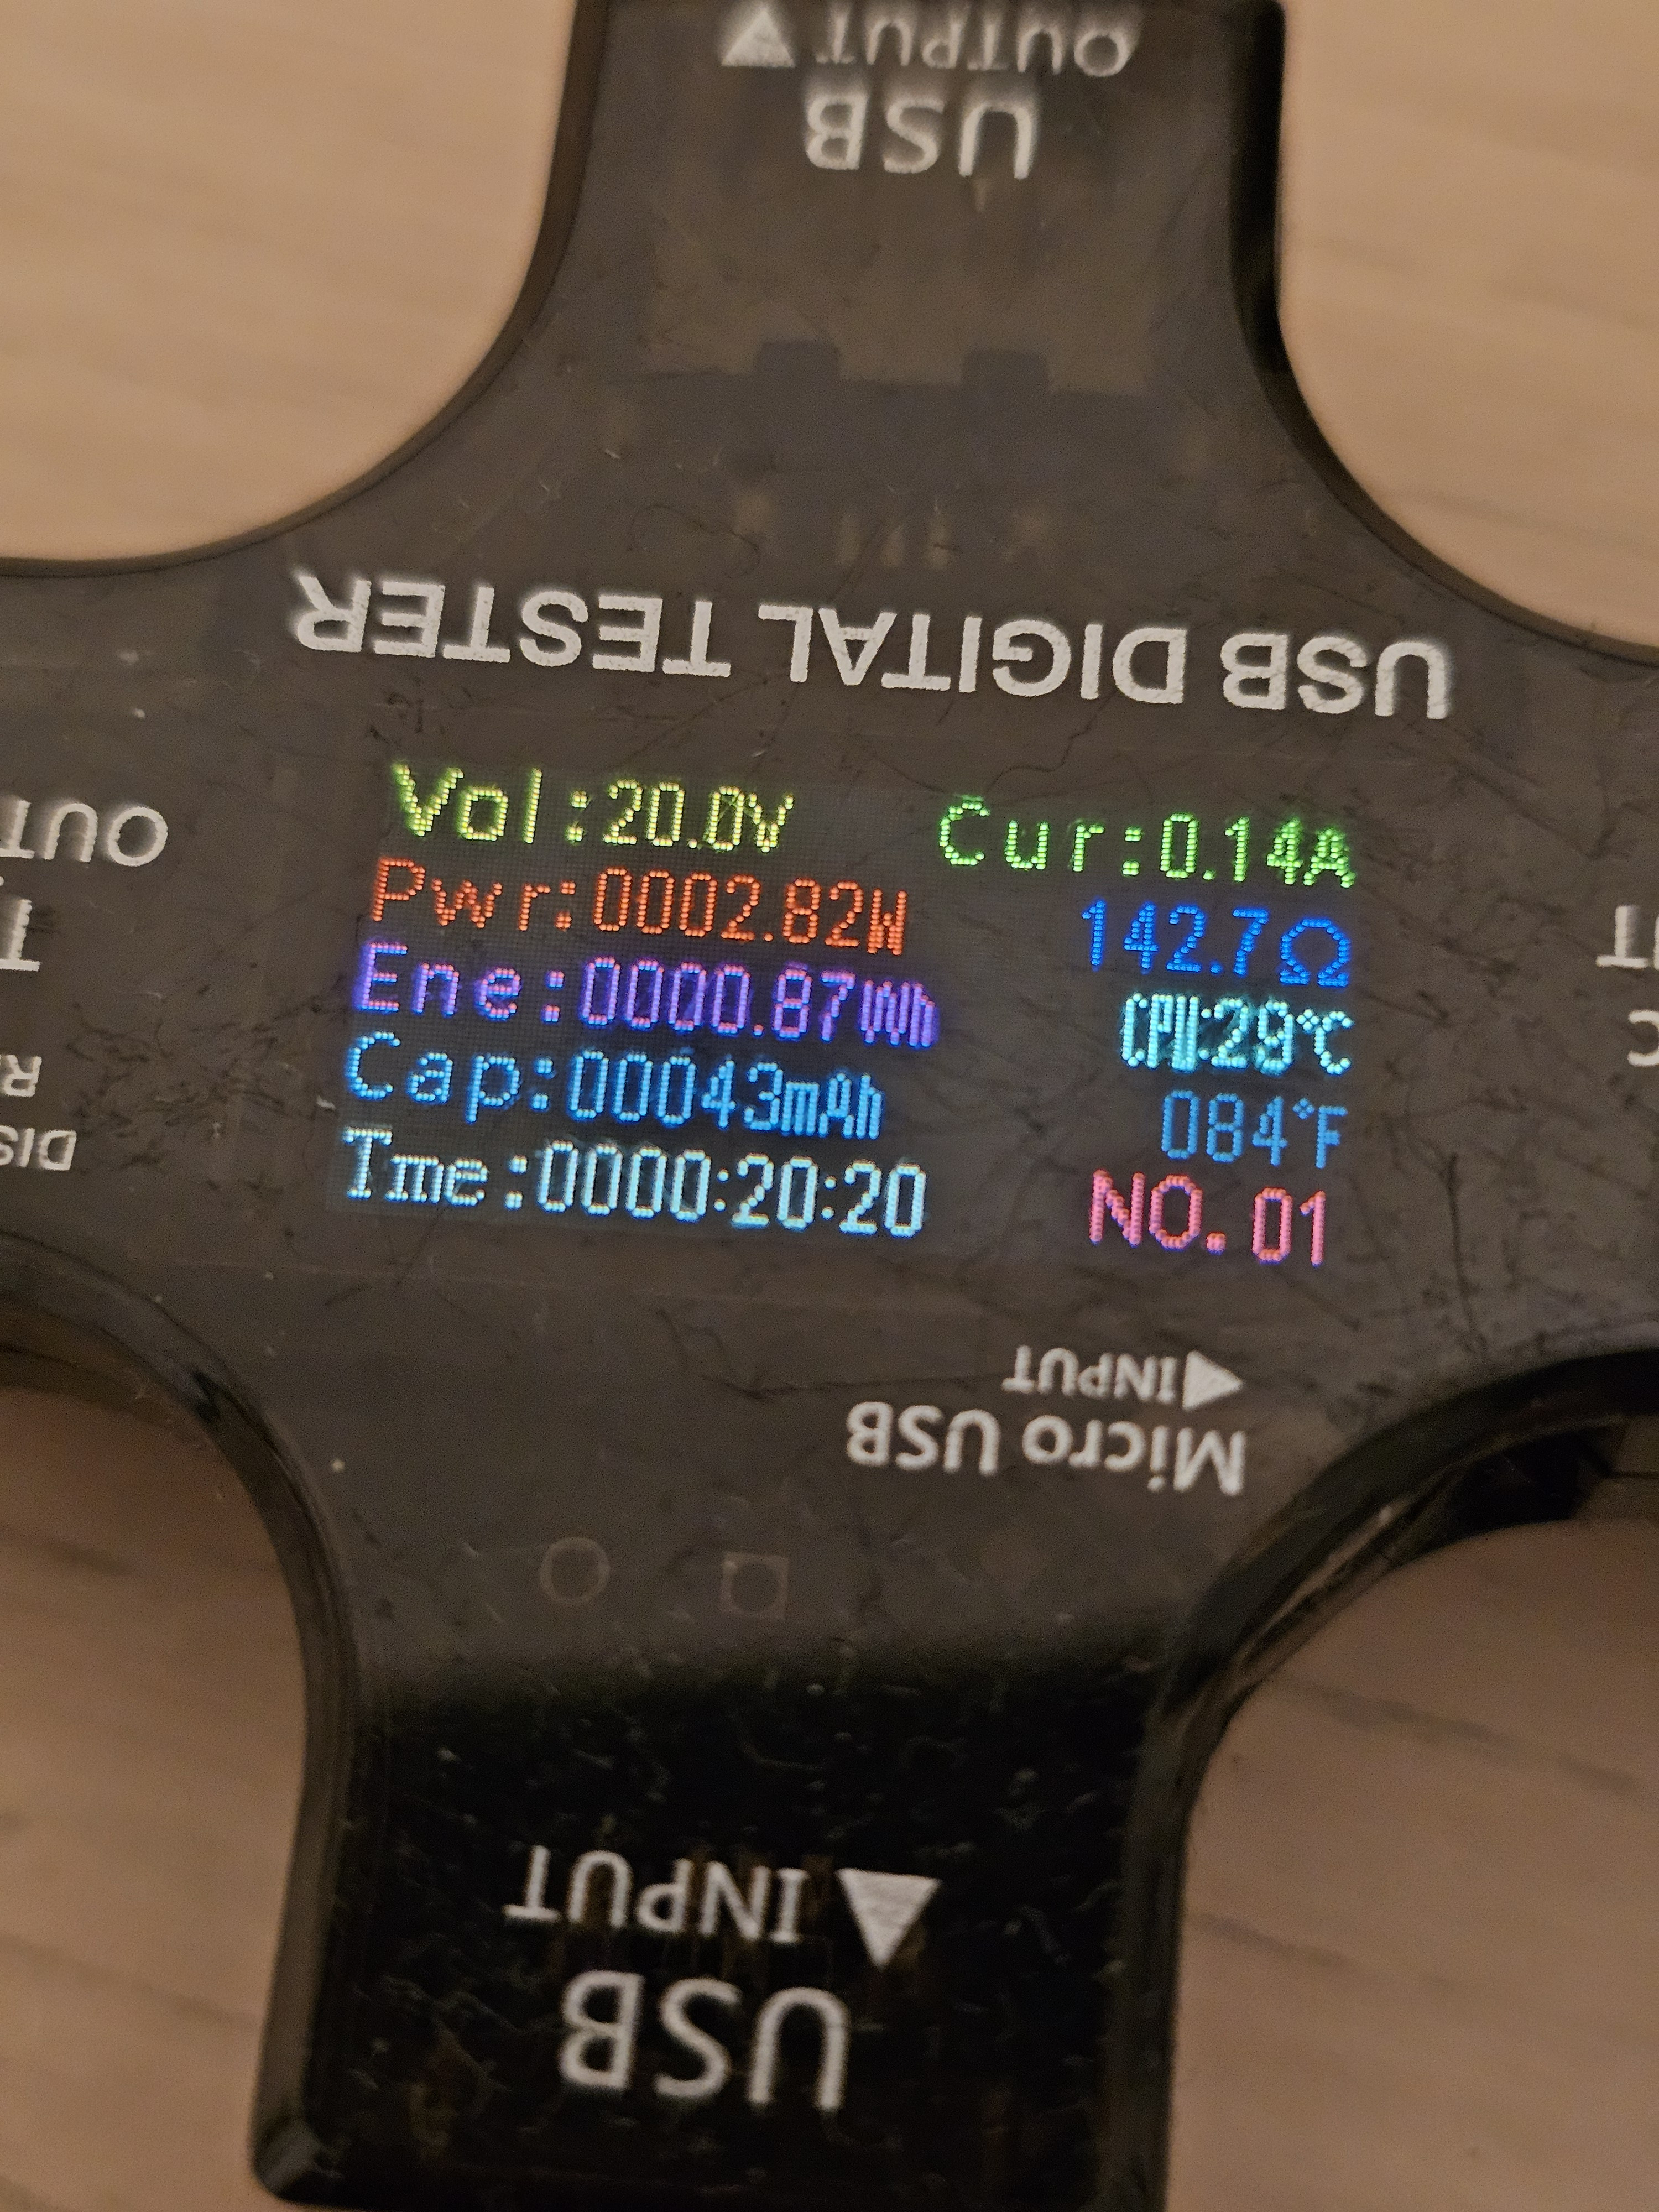 USB
OUTPUT
USB DIGITAL TESTER
Vol:20.0V Cur:0.14A
Pwr:0002.82W 142.7Ω
Ene:0000.87Wh CPU:29℃
Cap:00043mAh 084°F
Tme:0000:20:20 NO.01
Micro USB
INPUT
USB
INPUT